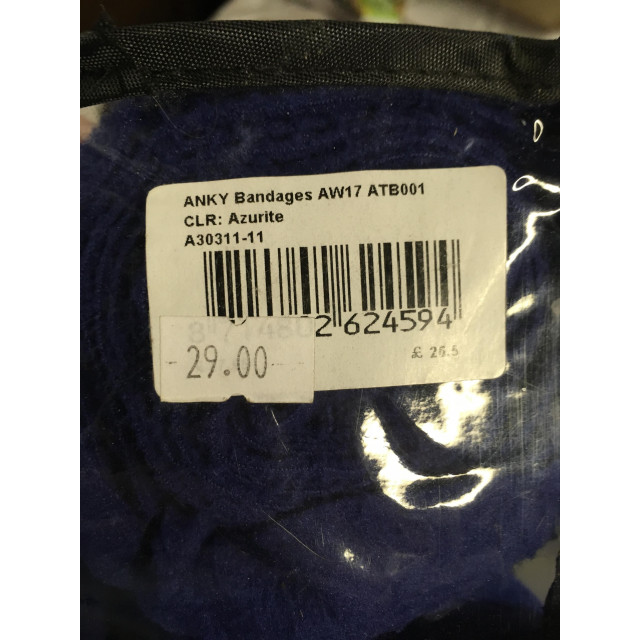 ANKY Bandages AW17 ATB001
CLR: Azurite
A30311-11
2 624594
£ 26.5
29.00